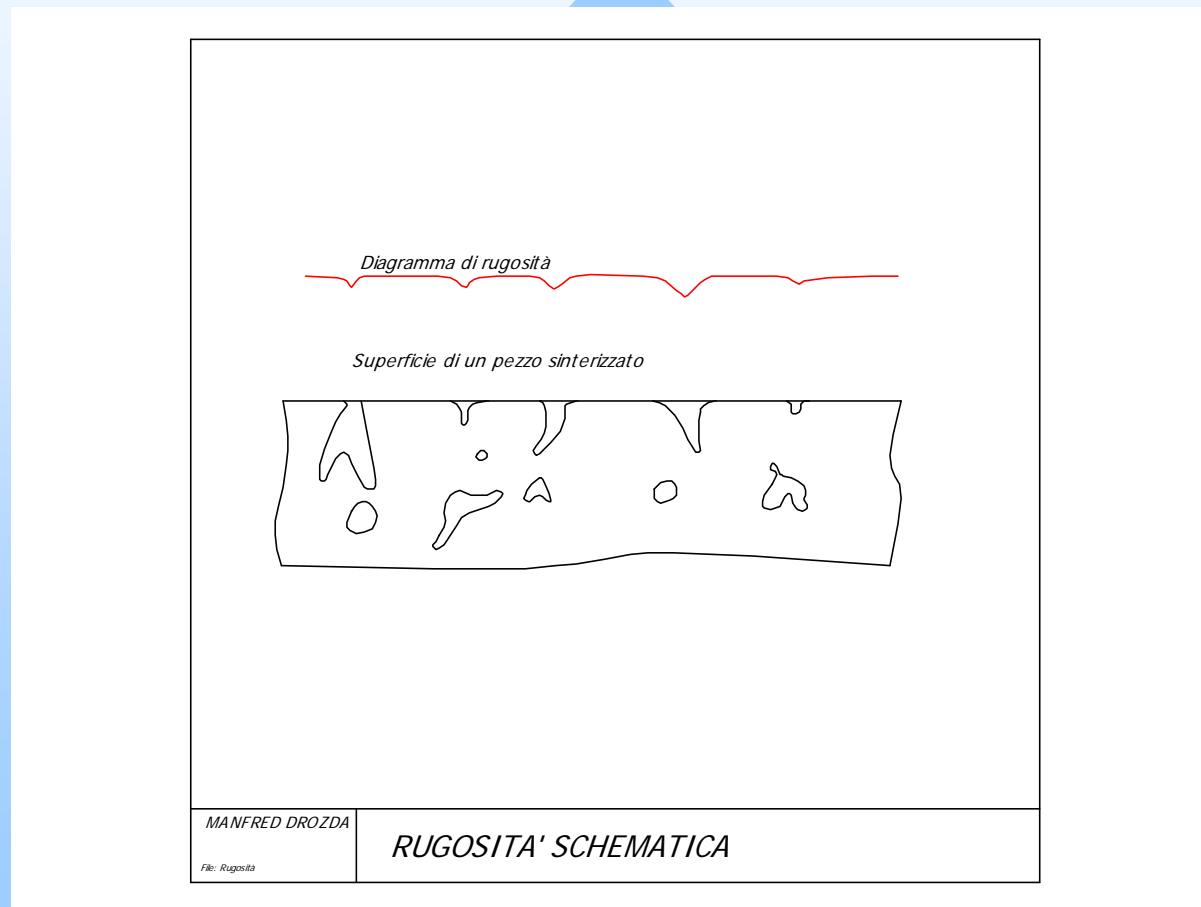 Diagramma di rugosità
Superficie di un pezzo sinterizzato
MANFRED DROZDA
File: Rugosità
RUGOSITA' SCHEMATICA